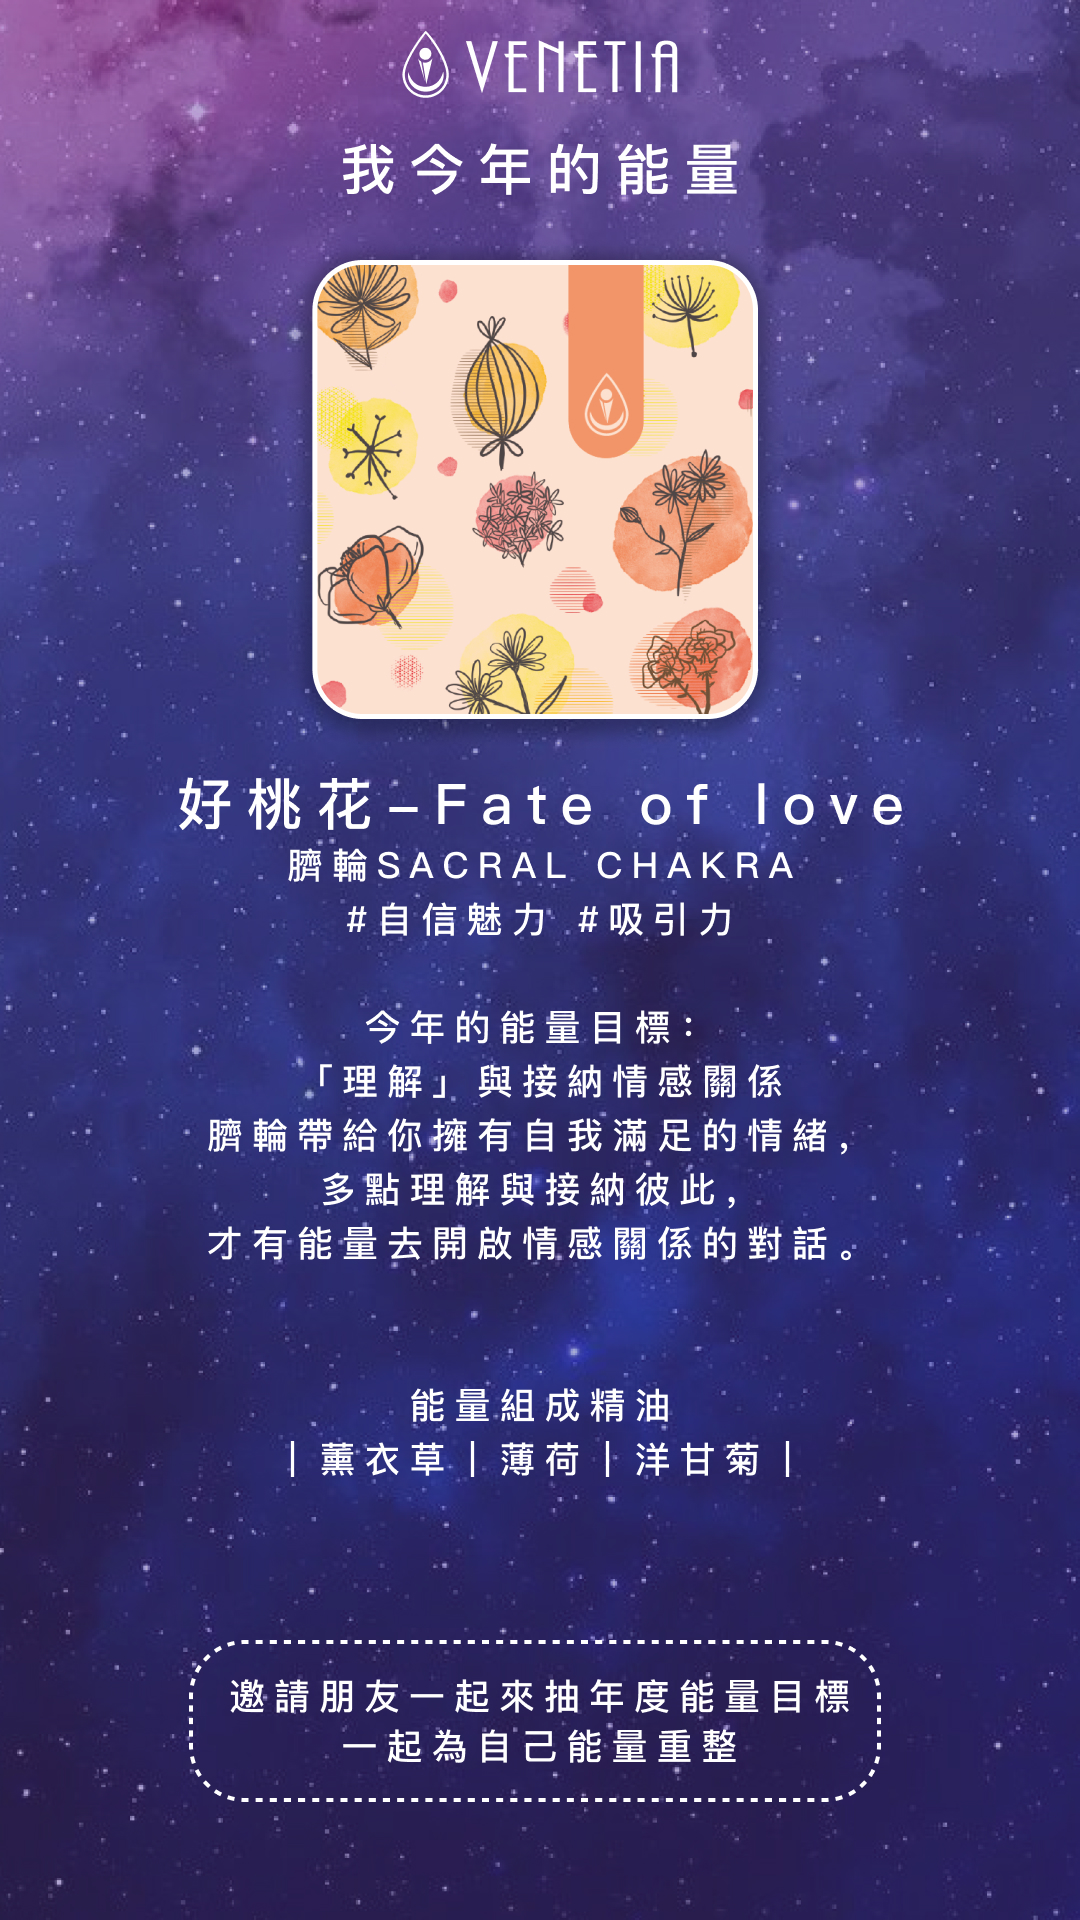 VENETIA
我今年的能量
好桃花–Fate of love
臍輪SACRAL CHAKRA
#自信魅力 #吸引力
今年的能量目標：
「理解」與接納情感關係
臍輪帶給你擁有自我滿足的情緒，
多點理解與接納彼此，
才有能量去開啟情感關係的對話。
能量組成精油
｜薰衣草｜薄荷｜洋甘菊｜
邀請朋友一起來抽年度能量目標
一起為自己能量重整